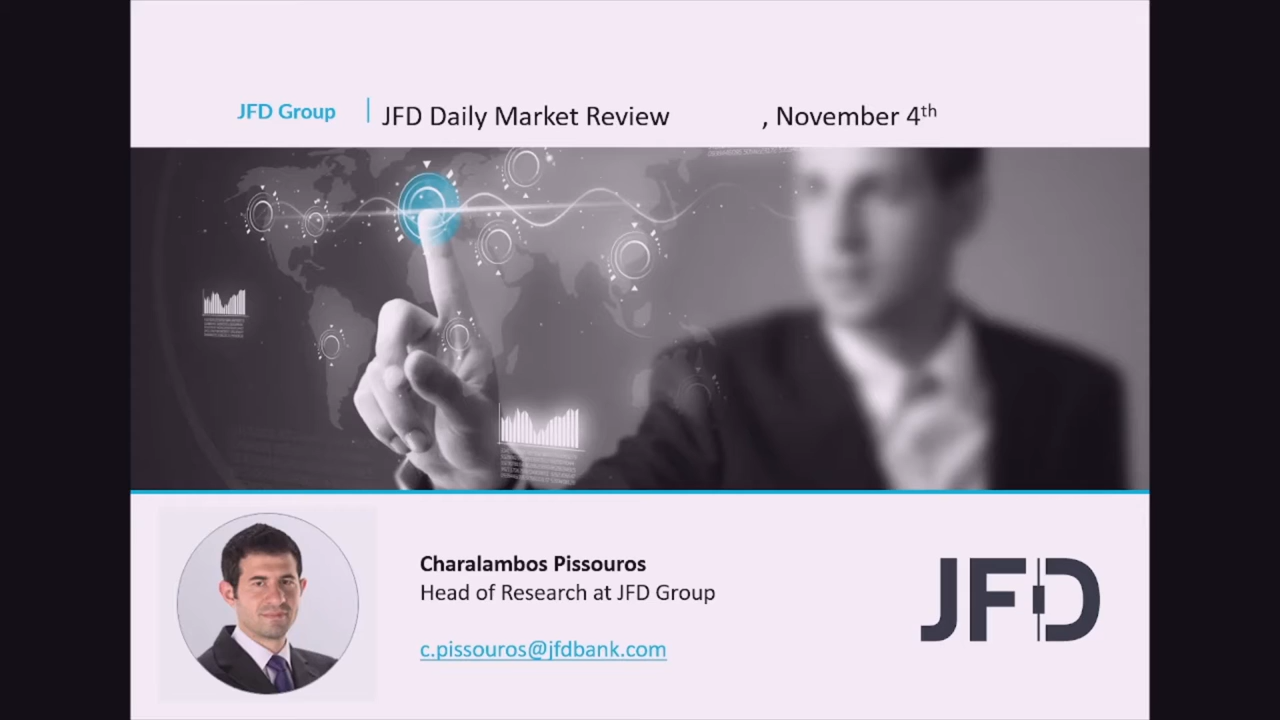 JFD Group
JFD Daily Market Review , November 4th
Charalambos Pissouros
Head of Research at JFD Group
c.pissouros@jfdbank.com
JFD